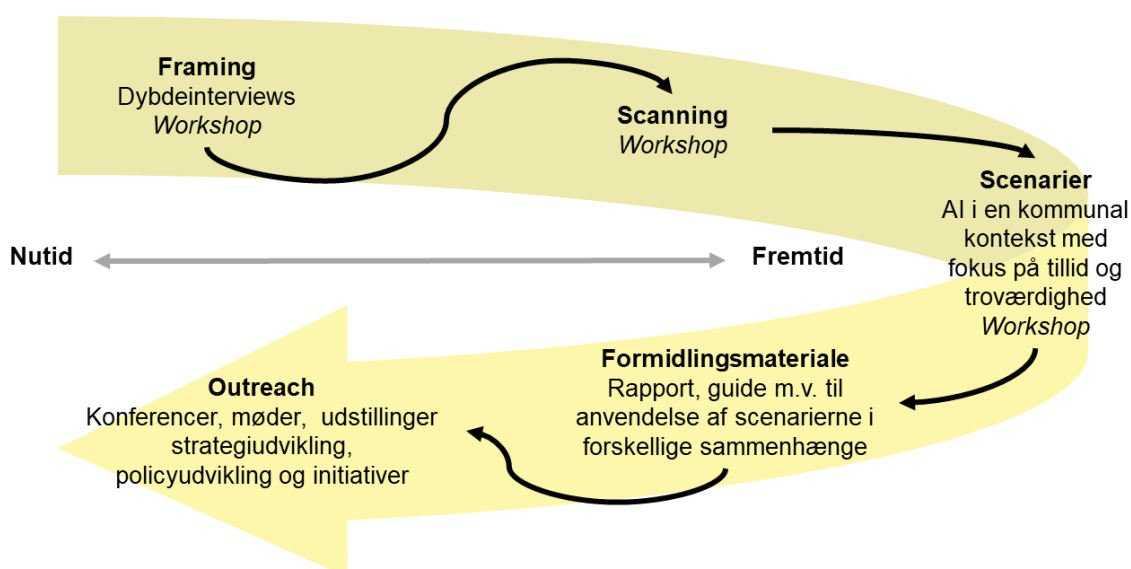 Framing
Dybdeinterviews
Workshop
Scanning
Workshop
Scenarier
AI i en kommunal
kontekst med
fokus på tillid og
troværdighed
Workshop
Nutid
Fremtid
Formidlingsmateriale
Rapport, guide m.v. til
anvendelse af scenarierne i
forskellige sammenhænge
Outreach
Konferencer, møder, udstillinger
strategiudvikling,
policyudvikling og initiativer